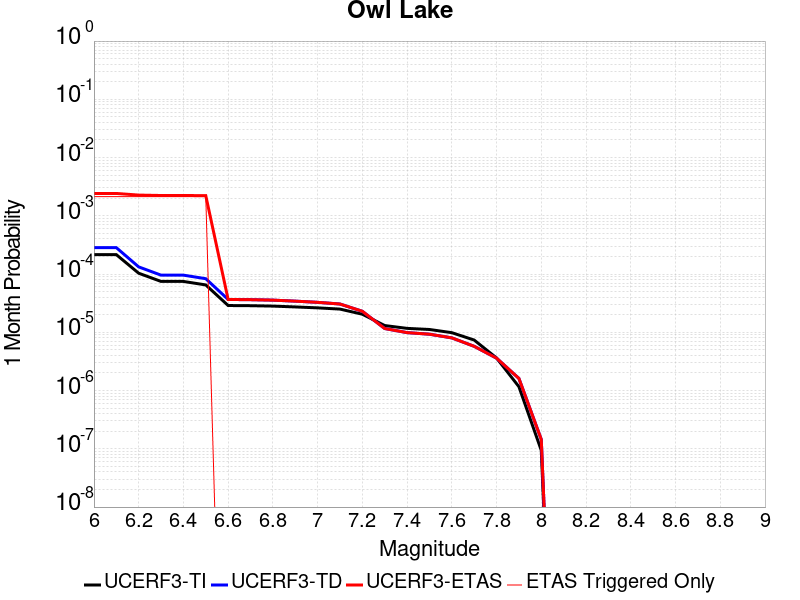 Owl Lake
10^0
10^-1
10^-2
10^-3
10^-4
10^-5
10^-6
10^-7
10^-8
1 Month Probability
6 6.2 6.4 6.6 6.8 7 7.2 7.4 7.6 7.8 8 8.2 8.4 8.6 8.8 9
Magnitude
UCERF3-TI UCERF3-TD UCERF3-ETAS ETAS Triggered Only